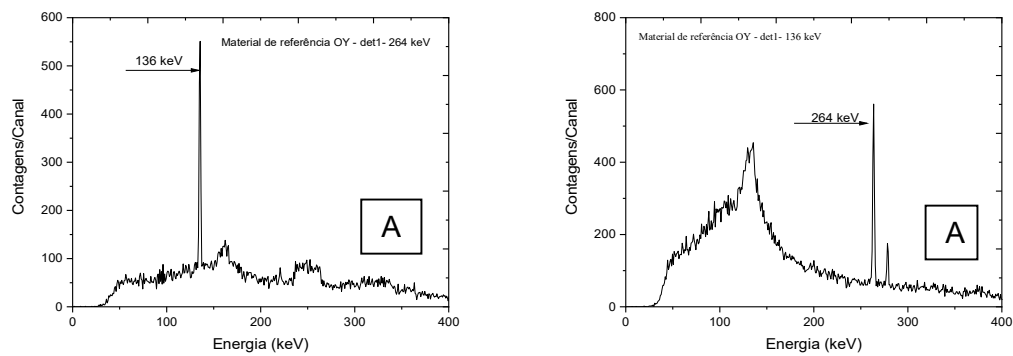 600
500
400
300
200
100
0
Contagens/Canal
Material de referência OY - det1- 264 keV
136 keV
A
0 100 200 300 400
Energia (keV)
800
600
400
200
0
Contagens/Canal
Material de referência OY - det1- 136 keV
264 keV
A
0 100 200 300 400
Energia (keV)